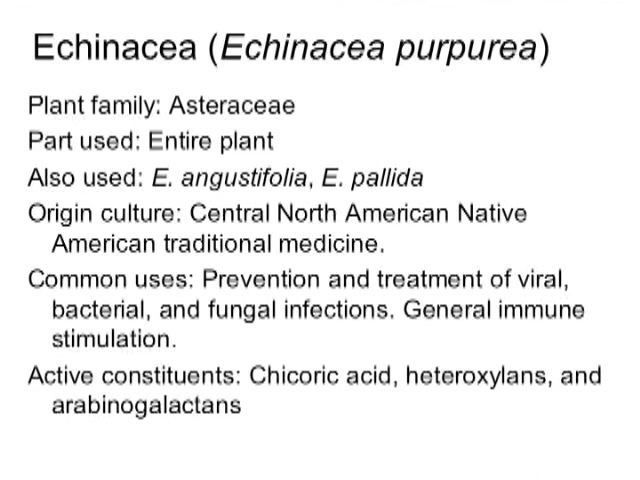 Echinacea (Echinacea purpurea)
Plant family: Asteraceae
Part used: Entire plant
Also used: E. angustifolia, E. pallida
Origin culture: Central North American Native
American traditional medicine.
Common uses: Prevention and treatment of viral,
bacterial, and fungal infections. General immune
stimulation.
Active constituents: Chicoric acid, heteroxylans, and
arabinogalactans